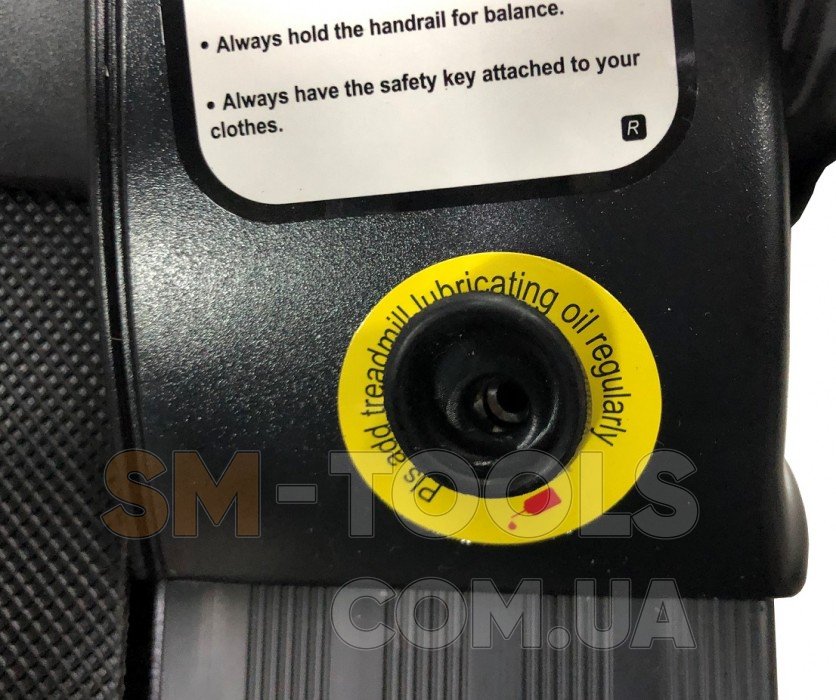 • Always hold the handrail for balance.
• Always have the safety key attached to your
clothes.
R
Pls add treadmill lubricating oil regularly
SM-TOOLS
COM.UA